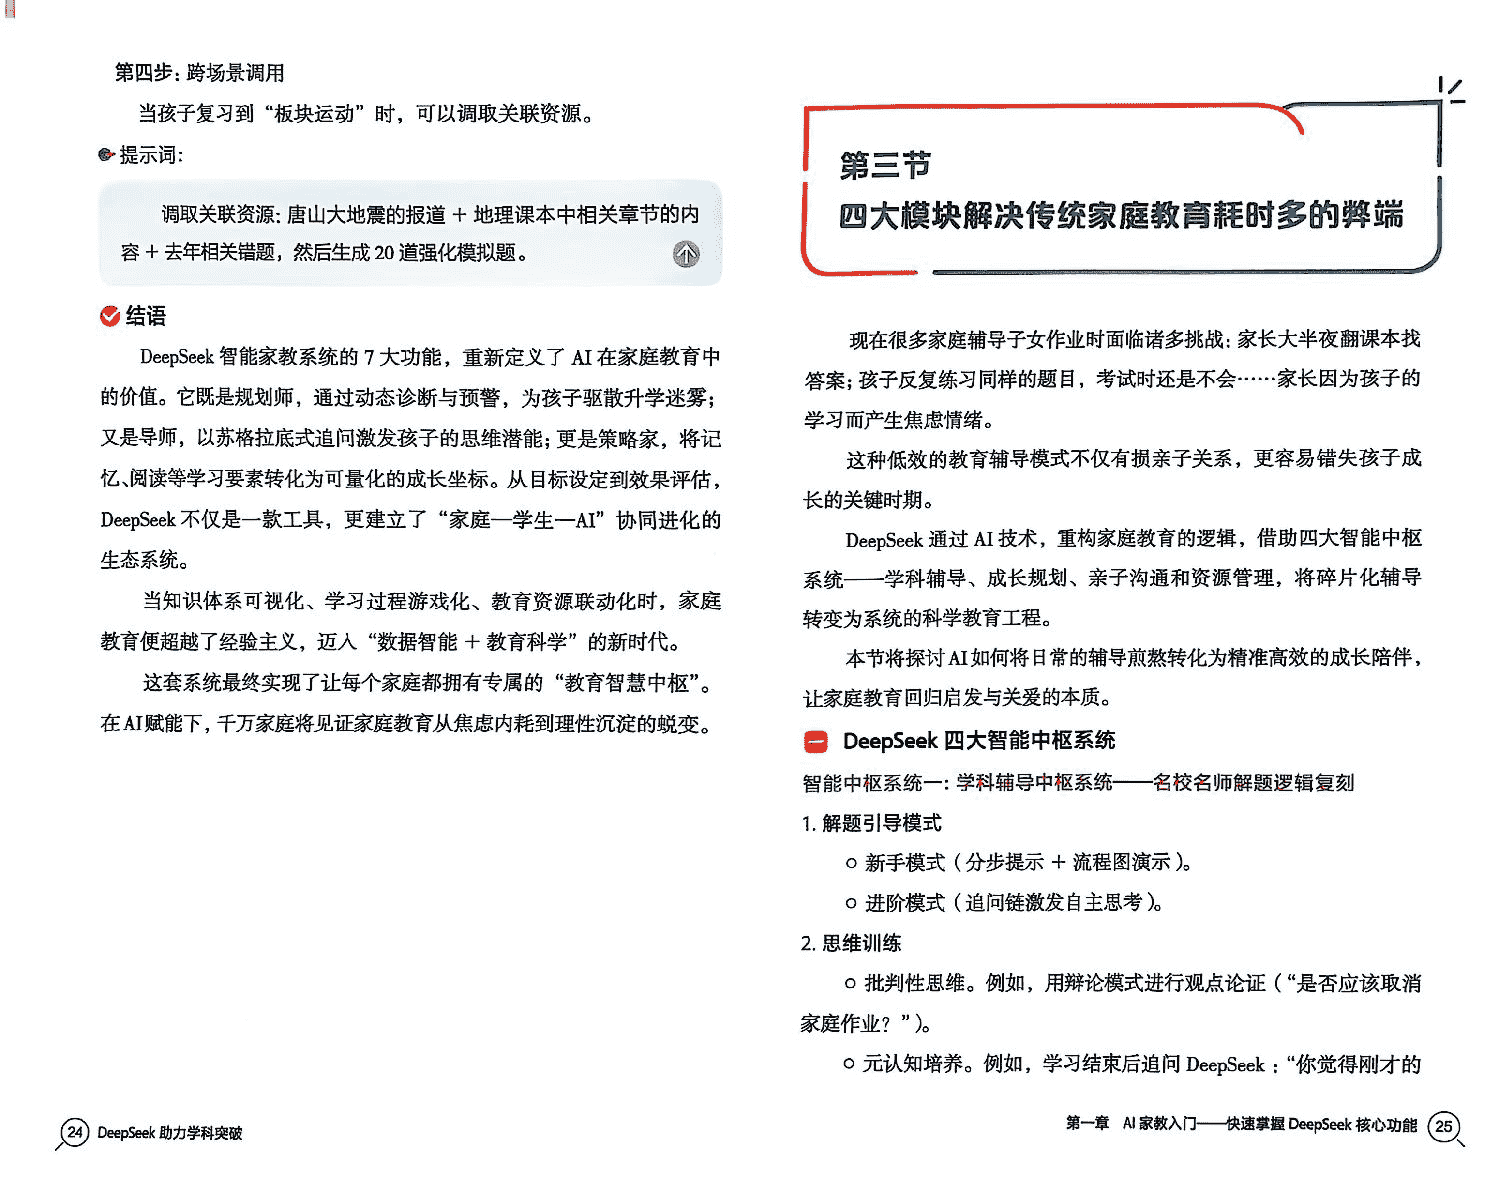 第四步：跨场景调用
当孩子复习到“板块运动”时，可以调取关联资源。
提示词：
调取关联资源：唐山大地震的报道 + 地理课本中相关章节的内
容 + 去年相关错题，然后生成 20 道强化模拟题。
结语
DeepSeek 智能家教系统的 7 大功能，重新定义了 AI 在家庭教育中
的价值。它既是规划师，通过动态诊断与预警，为孩子驱散升学迷雾；
又是导师，以苏格拉底式追问激发孩子的思维潜能；更是策略家，将记
忆、阅读等学习要素转化为可量化的成长坐标。从目标设定到效果评估，
DeepSeek 不仅是一款工具，更建立了“家庭—学生—AI”协同进化的
生态系统。
当知识体系可视化、学习过程游戏化、教育资源联动化时，家庭
教育便超越了经验主义，迈入“数据智能 + 教育科学”的新时代。
这套系统最终实现了让每个家庭都拥有专属的“教育智慧中枢”。
在 AI 赋能下，千万家庭将见证家庭教育从焦虑内耗到理性沉淀的蜕变。
24 DeepSeek 助力学科突破
第三节
四大模块解决传统家庭教育耗时多的弊端
现在很多家庭辅导子女作业时面临诸多挑战：家长大半夜翻课本找
答案；孩子反复练习同样的题目，考试时还是不会……家长因为孩子的
学习而产生焦虑情绪。
这种低效的教育辅导模式不仅有损亲子关系，更容易错失孩子成
长的关键时期。
DeepSeek 通过 AI 技术，重构家庭教育的逻辑，借助四大智能中枢
系统——学科辅导、成长规划、亲子沟通和资源管理，将碎片化辅导
转变为系统的科学教育工程。
本节将探讨 AI 如何将日常的辅导煎熬转化为精准高效的成长陪伴，
让家庭教育回归启发与关爱的本质。
一 DeepSeek 四大智能中枢系统
智能中枢系统一：学科辅导中枢系统——名校名师解题逻辑复刻
1. 解题引导模式
○ 新手模式（分步提示 + 流程图演示）。
○ 进阶模式（追问链激发自主思考）。
2. 思维训练
○ 批判性思维。例如，用辩论模式进行观点论证（“是否应该取消
家庭作业？”）。
○ 元认知培养。例如，学习结束后追问 DeepSeek：“你觉得刚才的
第一章 AI 家教入门——快速掌握 DeepSeek 核心功能 25